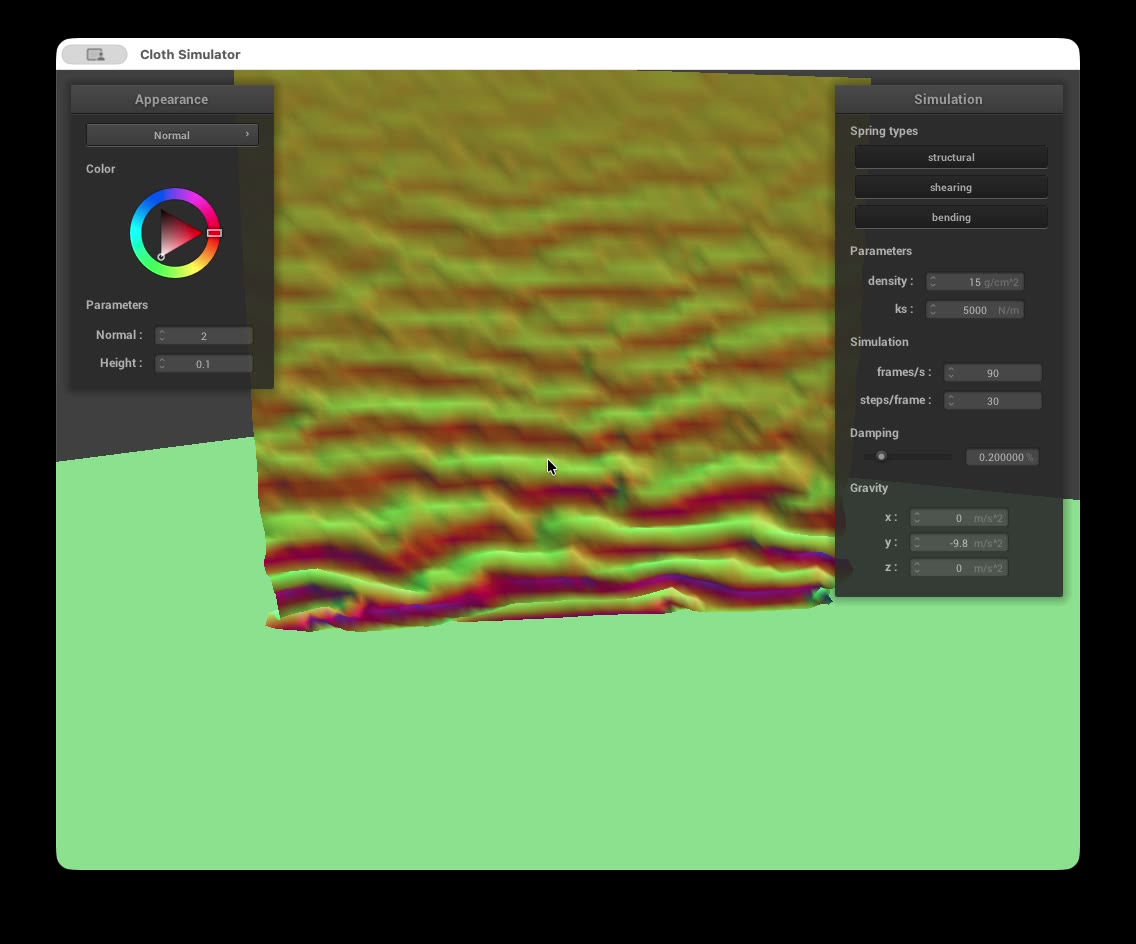 Cloth Simulator
Appearance
Normal ›
Color
Parameters
Normal : 2
Height : 0.1
Simulation
Spring types
structural
shearing
bending
Parameters
density : 15 g/cm^2
ks : 5000 N/m
Simulation
frames/s : 90
steps/frame : 30
Damping
0.200000 %
Gravity
x : 0 m/s^2
y : -9.8 m/s^2
z : 0 m/s^2